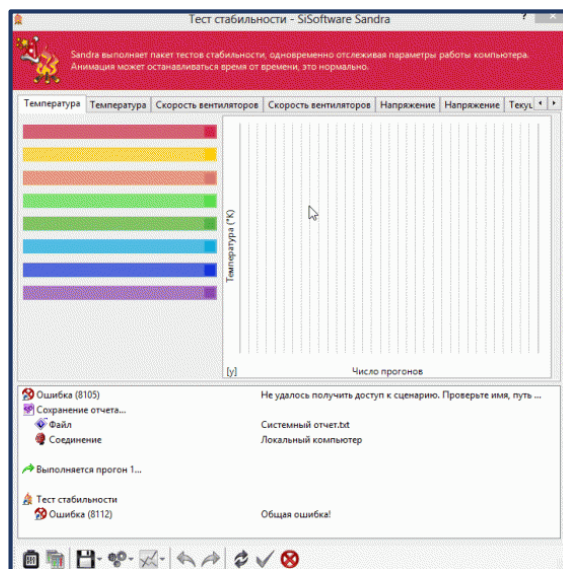 Тест стабильности - SiSoftware Sandra
?
Sandra выполняет пакет тестов стабильности, одновременно отслеживая параметры работы компьютера.
Анимация может останавливаться время от времени, это нормально.
Температура Температура Скорость вентиляторов Скорость вентиляторов Напряжение Напряжение Текущ
Температура (°K)
[y] Число прогонов
Ошибка (8105) Не удалось получить доступ к сценарию. Проверьте имя, путь ...
Сохранение отчета...
Файл Системный отчет.txt
Соединение Локальный компьютер
Выполняется прогон 1...
Тест стабильности
Ошибка (8112) Общая ошибка!